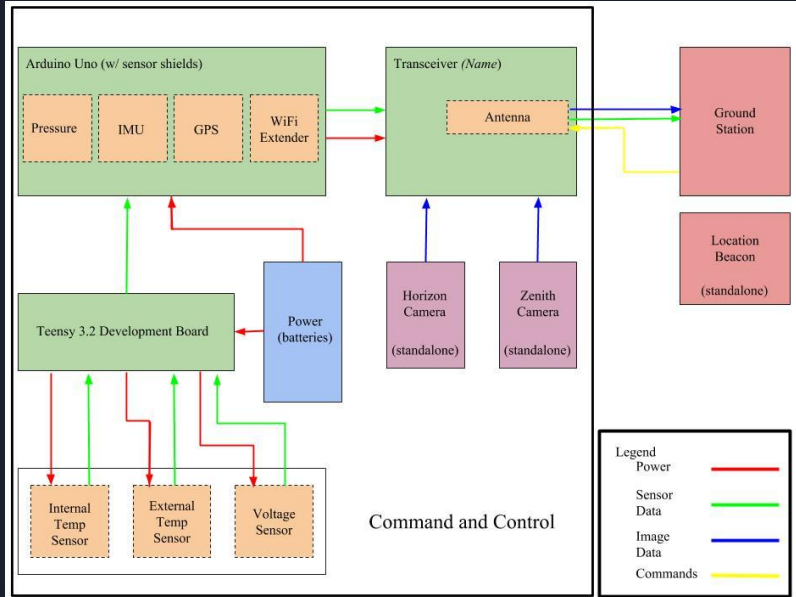 Arduino Uno (w/ sensor shields)
Pressure
IMU
GPS
WiFi
Extender
Transceiver (Name)
Antenna
Ground
Station
Location
Beacon
(standalone)
Teensy 3.2 Development Board
Power
(batteries)
Horizon
Camera
(standalone)
Zenith
Camera
(standalone)
Internal
Temp
Sensor
External
Temp
Sensor
Voltage
Sensor
Command and Control
Legend
Power
Sensor
Data
Image
Data
Commands